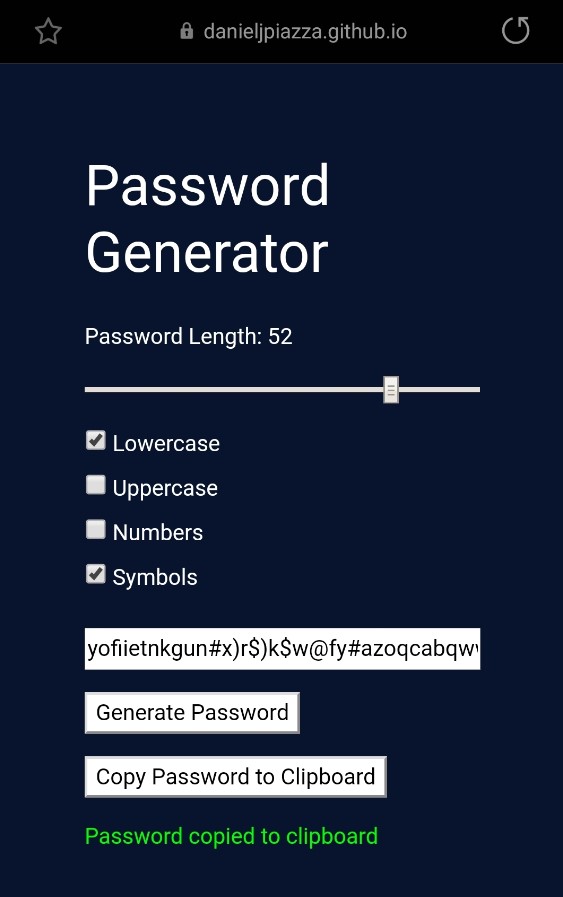 danieljpiazza.github.io
Password
Generator
Password Length: 52
Lowercase
Uppercase
Numbers
Symbols
yofiietnkgun#x)r$)k$w@fy#azoqcabqw
Generate Password
Copy Password to Clipboard
Password copied to clipboard